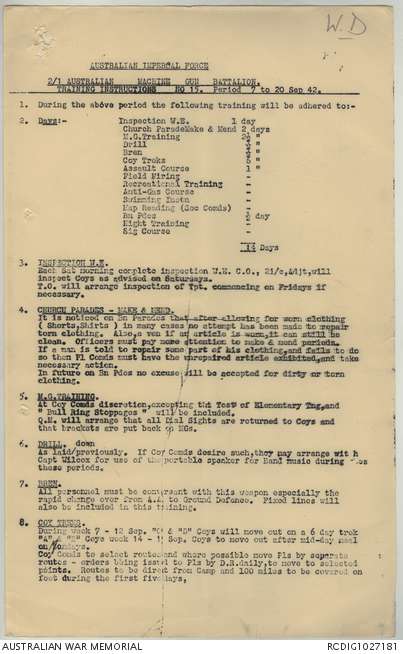 W.D
AUSTRALIAN IMPERCAL FORCE
2/1 AUSTRALIAN MACHINE GUN BATTALION.
TRAINING INSTRUCTIONS NO 15. Period 7 to 20 Sep 42.
1. During the above period the following training will be adhered to:-
2. Days:- Inspection W.E. 1 day
Church ParadeMake & Mend 2 days
M.G.Training 2½ "
Drill "
Bren "
Coy Treks 6 "
Assault Course 1 "
Field Firing -
Recreational Training -
Anti-Gas Course -
Swimming Instn -
Map Reading (Sec Comds) -
Bn Pdes ½ day
Night Training -
Sig Course -
14 Days
3. INSPECTION W.E.
Each Sat morning complete inspection W.E. C.O., 2i/c,&Adjt,will
inspect Coys as advised on Saturdays.
T.O. will arrange inspection of Tpt. commencing on Fridays if
necessary.
4. CHURCH PARADES - MAKE & MEND.
It is noticed on Bn Parades that after allowing for worn clothing
( Shorts,Shirts ) in many cases no attempt has been made to repair
torn clothing. Also,even if an article is worn,it can still be
clean. Officers must pay more attention to make & mend periods.
If a man is told to repair some part of his clothing,and fails to do
so then Pl Comds must have the unrepaired article exhibited,and take
necessary action.
In future on Bn Pdes no excuse will be accepted for dirty or torn
clothing.
5. M.G.TRAINING.
At Coy Comds discretion,excepting the Test of Elementary Tng,and
" Bull Ring Stoppages " will be included.
Q.M. will arrange that all Dial Sights are returned to Coys and
that brackets are put back on MGs.
6. DRILL. down
As laid/previously. If Coy Comds desire such,they may arrange with
Capt Wilcox for use of the portable speaker for Band music during
these periods.
7. BREN.
All personnel must be conversant with this weapon especially the
rapid change over from A.A. to Ground Defence. Fixed lines will
also be included in this training.
8. COY TREKS.
During week 7 - 12 Sep. "C" & "D" Coys will move out on a 6 day trek
"A" & "B" Coys week 14 - Sep. Coys to move out after mid-day meal
on Mondays.
Coy Comds to select routes and where possible move Pls by separate
routes - orders being issued to Pls by D.R.daily,to move to selected
points. Routes to be direct from Camp and 100 miles to be covered on
foot during the first five days,
AUSTRALIAN WAR MEMORIAL
RCDIG1027181